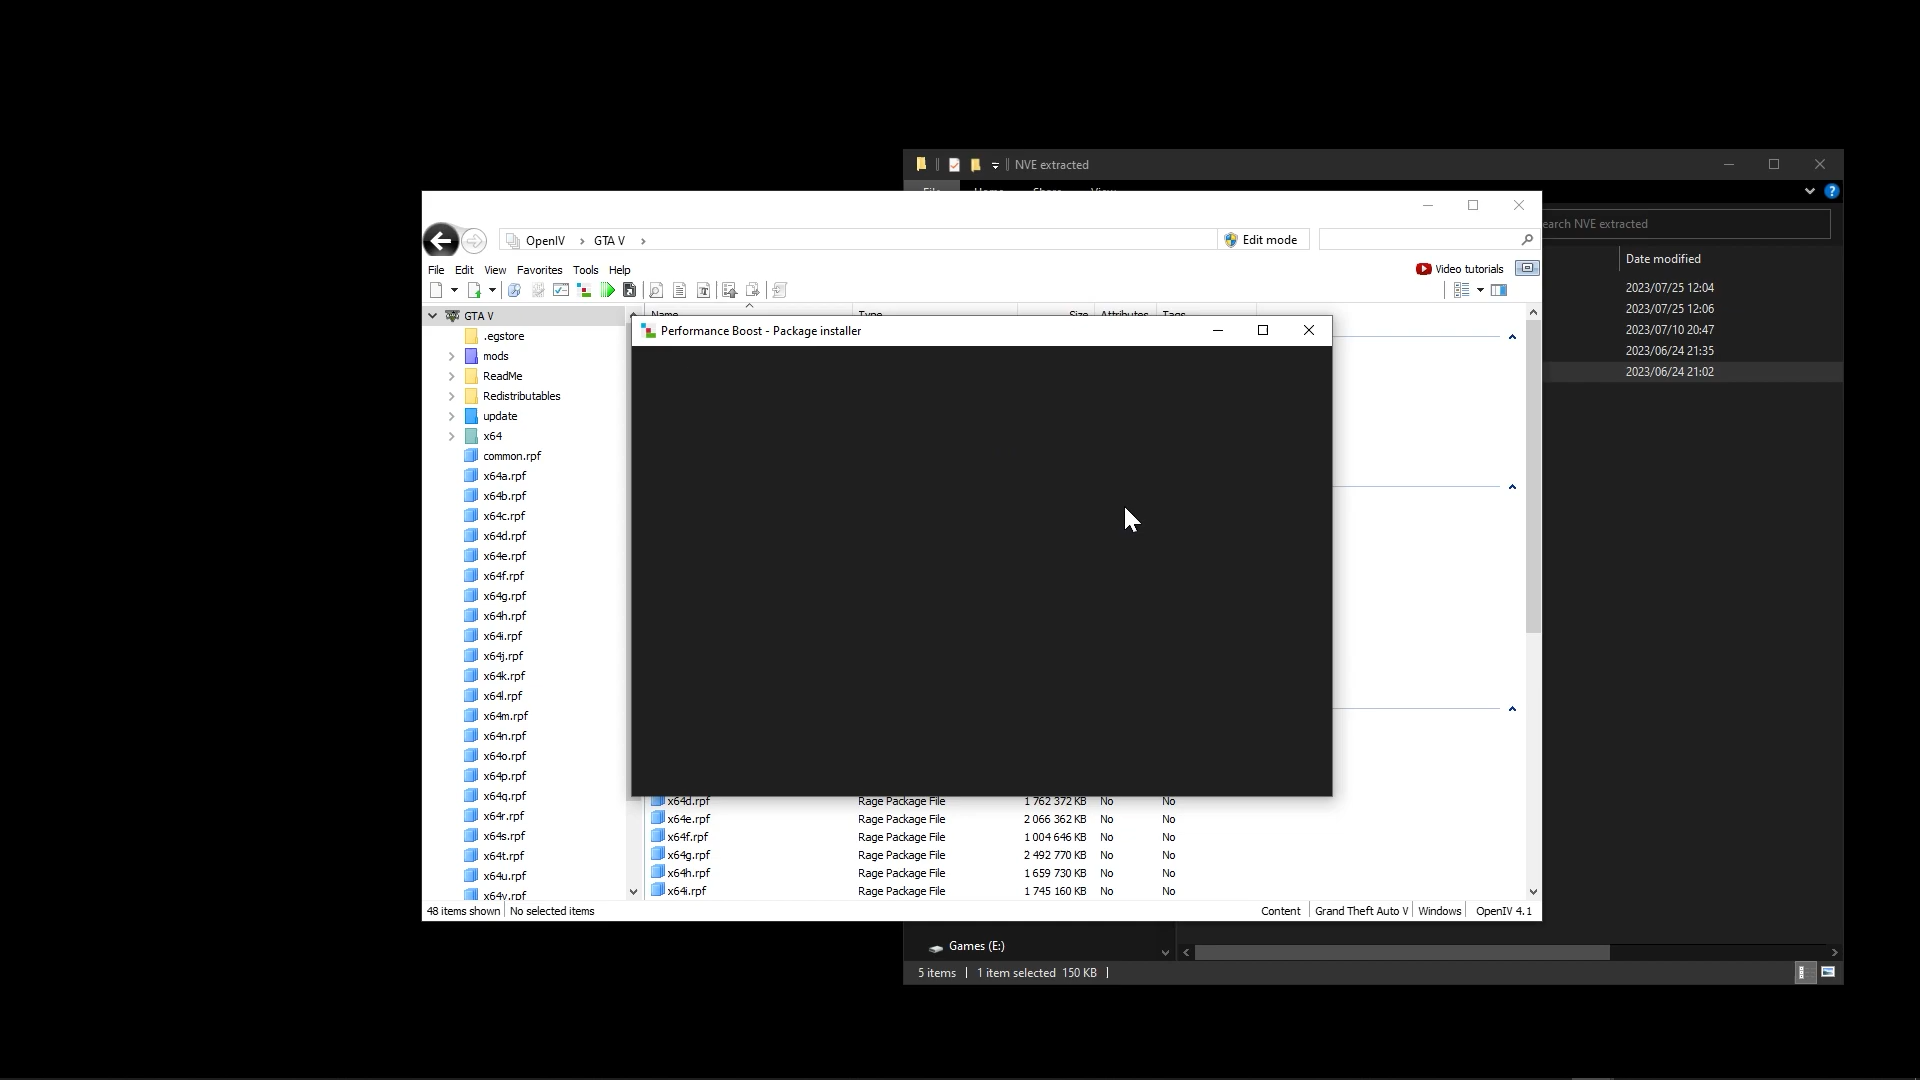 NVE extracted
OpenIV
GTA V
Edit mode
earch NVE extracted
File Edit View Favorites Tools Help
Video tutorials
Date modified
2023/07/25 12:04
2023/07/25 12:06
2023/07/10 20:47
2023/06/24 21:35
2023/06/24 21:02
Name Type Size Attributes Tags
GTA V
.egstore
mods
ReadMe
Redistributables
update
x64
common.rpf
x64a.rpf
x64b.rpf
x64c.rpf
x64d.rpf
x64e.rpf
x64f.rpf
x64g.rpf
x64h.rpf
x64i.rpf
x64j.rpf
x64k.rpf
x64l.rpf
x64m.rpf
x64n.rpf
x64o.rpf
x64p.rpf
x64q.rpf
x64r.rpf
x64s.rpf
x64t.rpf
x64u.rpf
x64v.rpf
Performance Boost - Package installer
x64d.rpf Rage Package File 1 762 372 KB No No
x64e.rpf Rage Package File 2 066 362 KB No No
x64f.rpf Rage Package File 1 004 646 KB No No
x64g.rpf Rage Package File 2 492 770 KB No No
x64h.rpf Rage Package File 1 659 730 KB No No
x64i.rpf Rage Package File 1 745 160 KB No No
48 items shown No selected items
Content Grand Theft Auto V Windows OpenIV 4.1
Games (E:)
5 items 1 item selected 150 KB